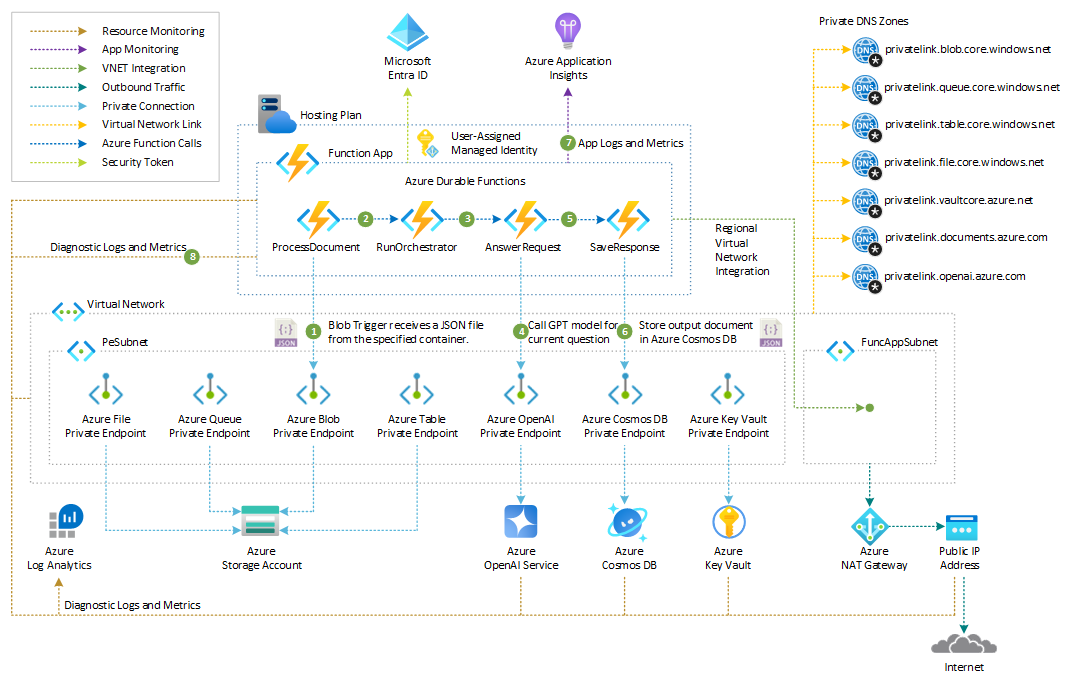 Resource Monitoring
App Monitoring
VNET Integration
Outbound Traffic
Private Connection
Virtual Network Link
Azure Function Calls
Security Token
Microsoft
Entra ID
Azure Application
Insights
Private DNS Zones
DNS
*
privatelink.blob.core.windows.net
DNS
*
privatelink.queue.core.windows.net
DNS
*
privatelink.table.core.windows.net
DNS
*
privatelink.file.core.windows.net
DNS
*
privatelink.vaultcore.azure.net
DNS
*
privatelink.documents.azure.com
DNS
*
privatelink.openai.azure.com
Hosting Plan
Function App
User-Assigned
Managed Identity
7
App Logs and Metrics
Azure Durable Functions
2
3
5
ProcessDocument
RunOrchestrator
AnswerRequest
SaveResponse
Regional
Virtual
Network
Integration
Diagnostic Logs and Metrics
8
Virtual Network
PeSubnet
{;}
JSON
1
Blob Trigger receives a JSON file
from the specified container.
4
Call GPT model for
current question
6
Store output document
in Azure Cosmos DB
{;}
JSON
FuncAppSubnet
Azure File
Private Endpoint
Azure Queue
Private Endpoint
Azure Blob
Private Endpoint
Azure Table
Private Endpoint
Azure OpenAI
Private Endpoint
Azure Cosmos DB
Private Endpoint
Azure Key Vault
Private Endpoint
Azure
Log Analytics
Azure
Storage Account
Azure
OpenAI Service
Azure
Cosmos DB
Azure
Key Vault
Azure
NAT Gateway
Public IP
Address
Diagnostic Logs and Metrics
Internet